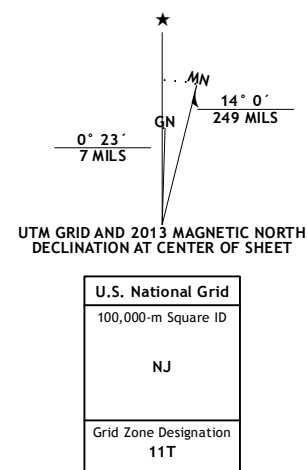 ★
MN
GN
14° 0´
249 MILS
0° 23´
7 MILS
UTM GRID AND 2013 MAGNETIC NORTH
DECLINATION AT CENTER OF SHEET
U.S. National Grid
100,000-m Square ID
NJ
Grid Zone Designation
11T